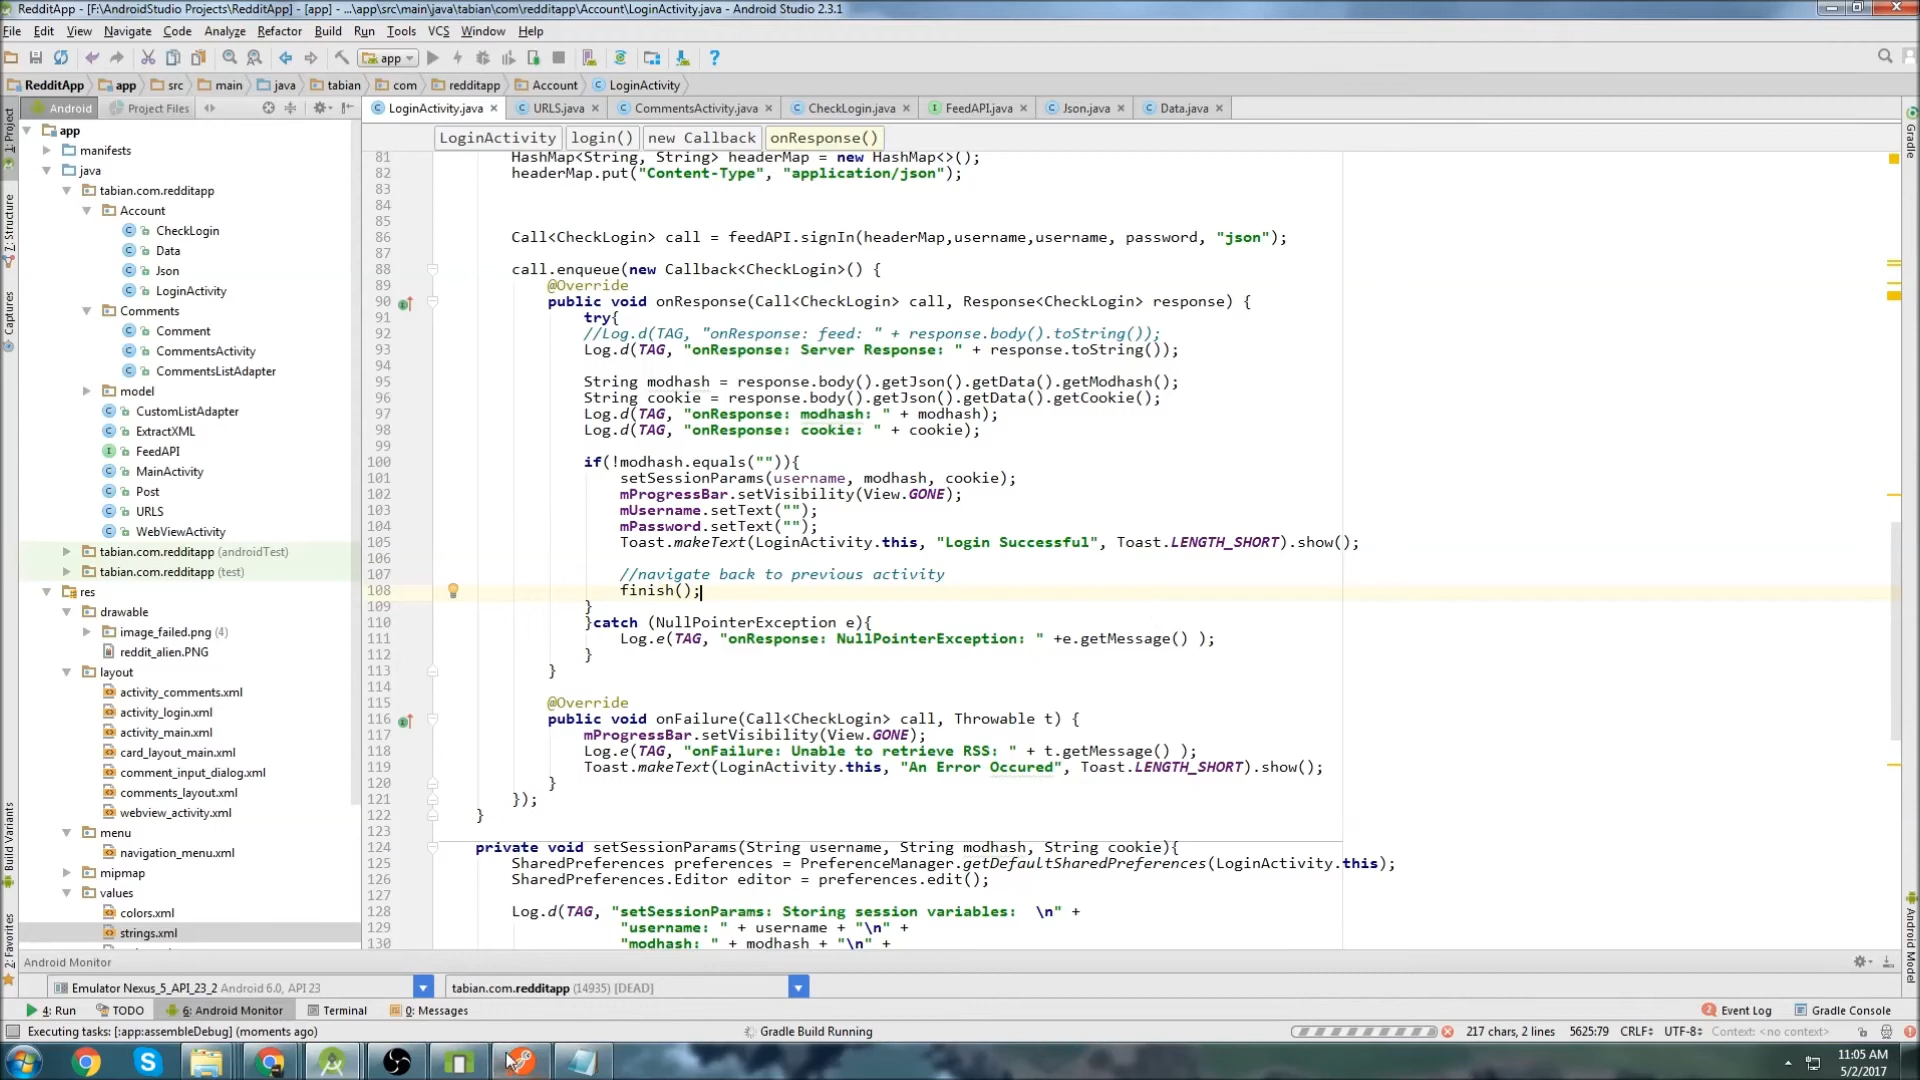 RedditApp - [F:\AndroidStudio Projects\RedditApp] - [app] - ...\app\src\main\java\tabian\com\redditapp\Account\LoginActivity.java - Android Studio 2.3.1
File Edit View Navigate Code Analyze Refactor Build Run Tools VCS Window Help
app
RedditApp app src main java tabian com redditapp Account LoginActivity
Android Project Files
LoginActivity.java URLS.java CommentsActivity.java CheckLogin.java FeedAPI.java Json.java Data.java
LoginActivity login() new Callback onResponse()
1: Project
7: Structure
Captures
Build Variants
2: Favorites
Gradle
Android Model
app
manifests
java
tabian.com.redditapp
Account
CheckLogin
Data
Json
LoginActivity
Comments
Comment
CommentsActivity
CommentsListAdapter
model
CustomListAdapter
ExtractXML
FeedAPI
MainActivity
Post
URLS
WebViewActivity
tabian.com.redditapp (androidTest)
tabian.com.redditapp (test)
res
drawable
image_failed.png (4)
reddit_alien.PNG
layout
activity_comments.xml
activity_login.xml
activity_main.xml
card_layout_main.xml
comment_input_dialog.xml
comments_layout.xml
webview_activity.xml
menu
navigation_menu.xml
mipmap
values
colors.xml
strings.xml
81 HashMap<String, String> headerMap = new HashMap<>();
82 headerMap.put("Content-Type", "application/json");
83
84
85
86 Call<CheckLogin> call = feedAPI.signIn(headerMap,username,username, password, "json");
87
88 call.enqueue(new Callback<CheckLogin>() {
89 @Override
90 public void onResponse(Call<CheckLogin> call, Response<CheckLogin> response) {
91 try{
92 //Log.d(TAG, "onResponse: feed: " + response.body().toString());
93 Log.d(TAG, "onResponse: Server Response: " + response.toString());
94
95 String modhash = response.body().getJson().getData().getModhash();
96 String cookie = response.body().getJson().getData().getCookie();
97 Log.d(TAG, "onResponse: modhash: " + modhash);
98 Log.d(TAG, "onResponse: cookie: " + cookie);
99
100 if(!modhash.equals("")){
101 setSessionParams(username, modhash, cookie);
102 mProgressBar.setVisibility(View.GONE);
103 mUsername.setText("");
104 mPassword.setText("");
105 Toast.makeText(LoginActivity.this, "Login Successful", Toast.LENGTH_SHORT).show();
106
107 //navigate back to previous activity
108 finish();
109 }
110 }catch (NullPointerException e){
111 Log.e(TAG, "onResponse: NullPointerException: " +e.getMessage() );
112 }
113 }
114
115 @Override
116 public void onFailure(Call<CheckLogin> call, Throwable t) {
117 mProgressBar.setVisibility(View.GONE);
118 Log.e(TAG, "onFailure: Unable to retrieve RSS: " + t.getMessage() );
119 Toast.makeText(LoginActivity.this, "An Error Occured", Toast.LENGTH_SHORT).show();
120 }
121 });
122 }
123
124 private void setSessionParams(String username, String modhash, String cookie){
125 SharedPreferences preferences = PreferenceManager.getDefaultSharedPreferences(LoginActivity.this);
126 SharedPreferences.Editor editor = preferences.edit();
127
128 Log.d(TAG, "setSessionParams: Storing session variables: \n" +
129 "username: " + username + "\n" +
130 "modhash: " + modhash + "\n" +
Android Monitor
Emulator Nexus_5_API_23_2 Android 6.0, API 23 tabian.com.redditapp (14935) [DEAD]
4: Run TODO 6: Android Monitor Terminal 0: Messages Event Log Gradle Console
Executing tasks: [:app:assembleDebug] (moments ago) Gradle Build Running 217 chars, 2 lines 5625:79 CRLF UTF-8 Context: <no context>
11:05 AM
5/2/2017